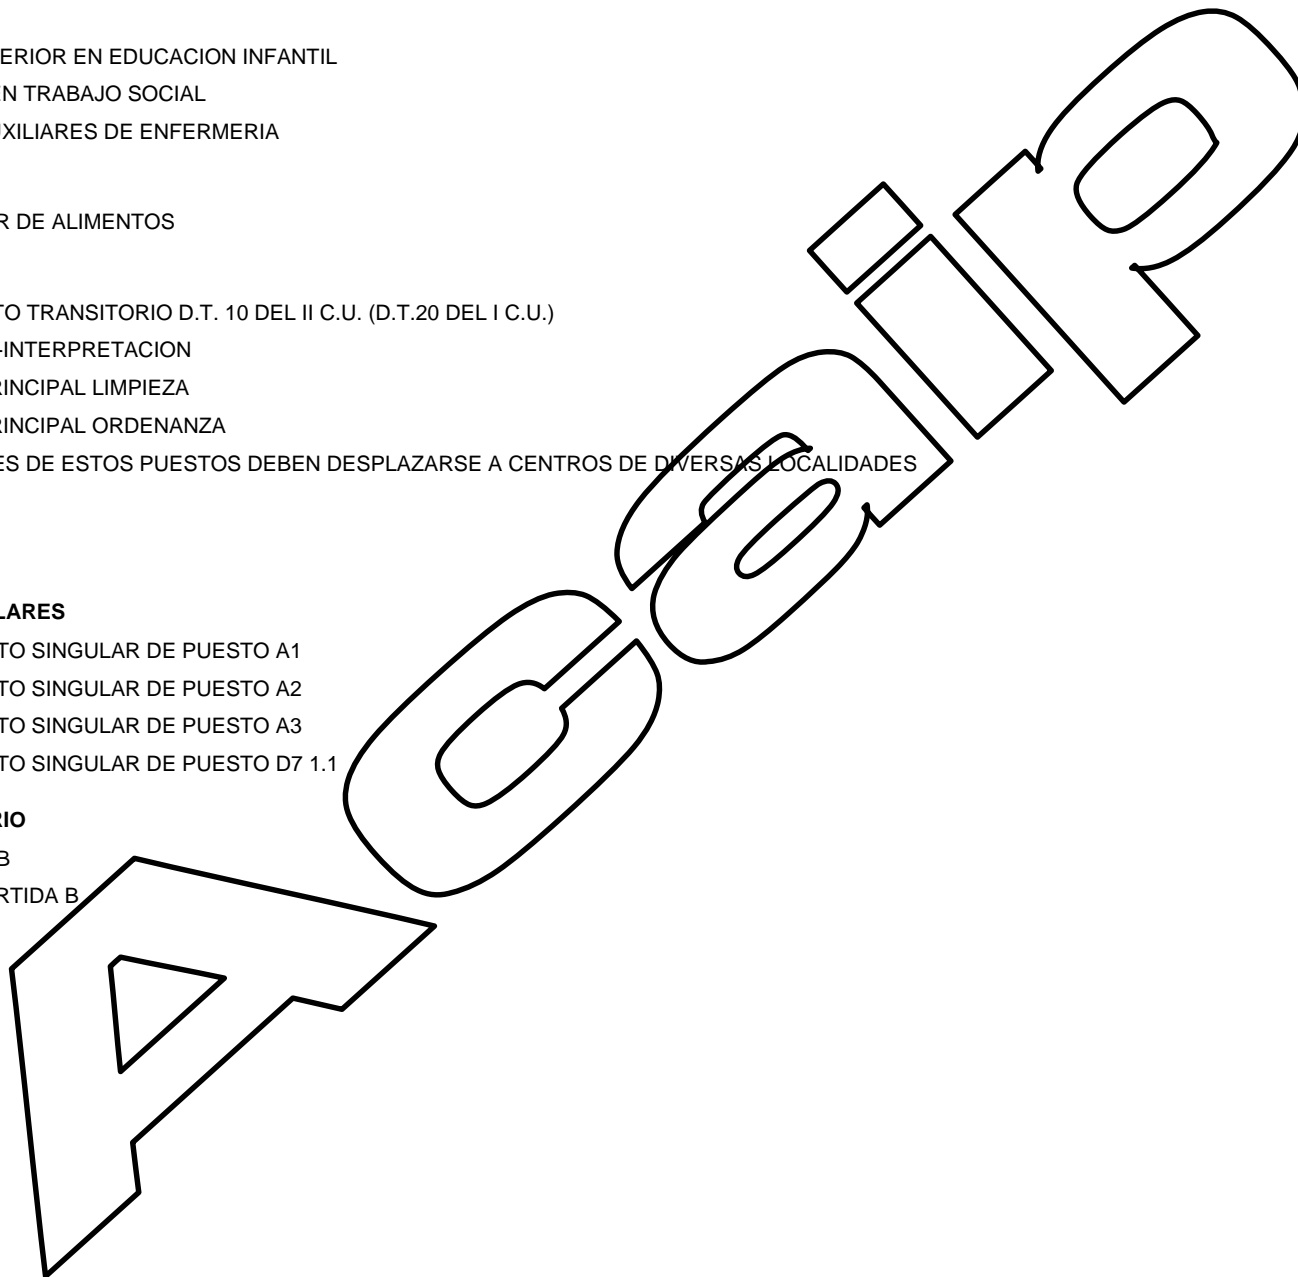 ERIOR EN EDUCACION INFANTIL
EN TRABAJO SOCIAL
UXILIARES DE ENFERMERIA
R DE ALIMENTOS
TO TRANSITORIO D.T. 10 DEL II C.U. (D.T.20 DEL I C.U.)
-INTERPRETACION
RINCIPAL LIMPIEZA
RINCIPAL ORDENANZA
ES DE ESTOS PUESTOS DEBEN DESPLAZARSE A CENTROS DE DIVERSAS LOCALIDADES
LARES
TO SINGULAR DE PUESTO A1
TO SINGULAR DE PUESTO A2
TO SINGULAR DE PUESTO A3
TO SINGULAR DE PUESTO D7 1.1
RIO
B
RTIDA B
Acaip